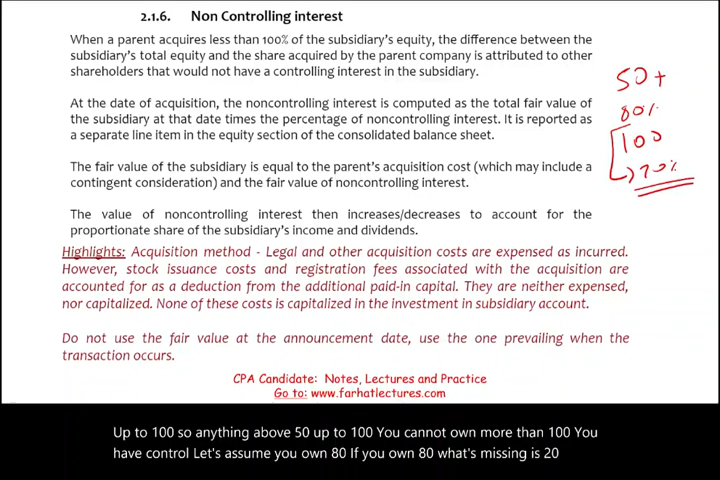 2.1.6. Non Controlling interest
When a parent acquires less than 100% of the subsidiary's equity, the difference between the
subsidiary's total equity and the share acquired by the parent company is attributed to other
shareholders that would not have a controlling interest in the subsidiary.
50+
80%
At the date of acquisition, the noncontrolling interest is computed as the total fair value of
the subsidiary at that date times the percentage of noncontrolling interest. It is reported as
a separate line item in the equity section of the consolidated balance sheet.
100
The fair value of the subsidiary is equal to the parent's acquisition cost (which may include a
contingent consideration) and the fair value of noncontrolling interest.
The value of noncontrolling interest then increases/decreases to account for the
proportionate share of the subsidiary's income and dividends.
Highlights: Acquisition method - Legal and other acquisition costs are expensed as incurred.
However, stock issuance costs and registration fees associated with the acquisition are
accounted for as a deduction from the additional paid-in capital. They are neither expensed,
nor capitalized. None of these costs is capitalized in the investment in subsidiary account.
Do not use the fair value at the announcement date, use the one prevailing when the
transaction occurs.
CPA Candidate: Notes, Lectures and Practice
Go to: www.farhatlectures.com
Up to 100 so anything above 50 up to 100 You cannot own more than 100 You
have control Let's assume you own 80 If you own 80 what's missing is 20